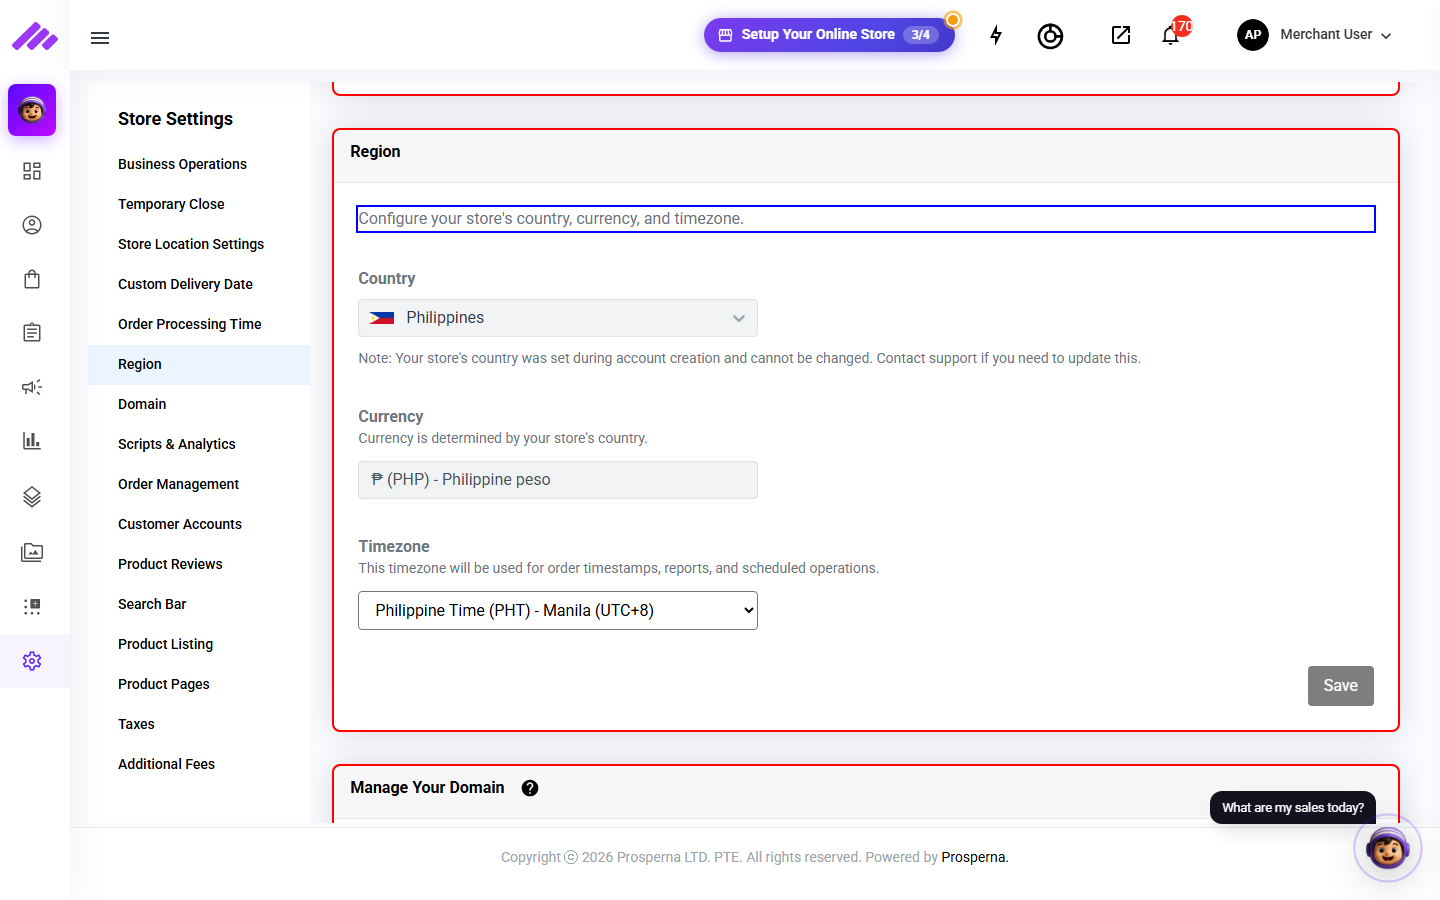 Setup Your Online Store 3/4
170
AP Merchant User
Store Settings
Business Operations
Temporary Close
Store Location Settings
Custom Delivery Date
Order Processing Time
Region
Domain
Scripts & Analytics
Order Management
Customer Accounts
Product Reviews
Search Bar
Product Listing
Product Pages
Taxes
Additional Fees
Region
Configure your store's country, currency, and timezone.
Country
Philippines
Note: Your store's country was set during account creation and cannot be changed. Contact support if you need to update this.
Currency
Currency is determined by your store's country.
₱ (PHP) - Philippine peso
Timezone
This timezone will be used for order timestamps, reports, and scheduled operations.
Philippine Time (PHT) - Manila (UTC+8)
Save
Manage Your Domain ?
What are my sales today?
Copyright © 2026 Prosperna LTD. PTE. All rights reserved. Powered by Prosperna.